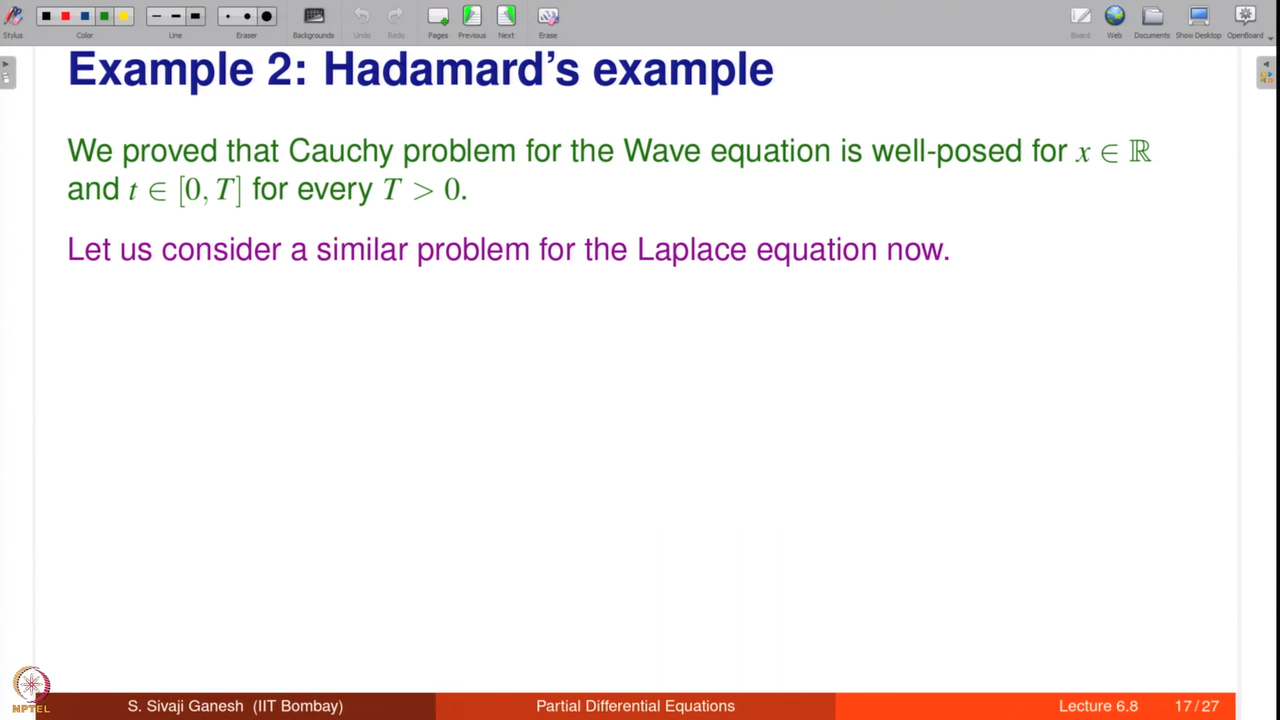 Stylus
Color
Line
Eraser
Backgrounds
Undo
Redo
Pages
Previous
Next
Erase
Board
Web
Documents
Show Desktop
OpenBoard
Example 2: Hadamard's example
We proved that Cauchy problem for the Wave equation is well-posed for x ∈ ℝ
and t ∈ [0, T] for every T > 0.
Let us consider a similar problem for the Laplace equation now.
NPTEL
S. Sivaji Ganesh (IIT Bombay)
Partial Differential Equations
Lecture 6.8
17/27